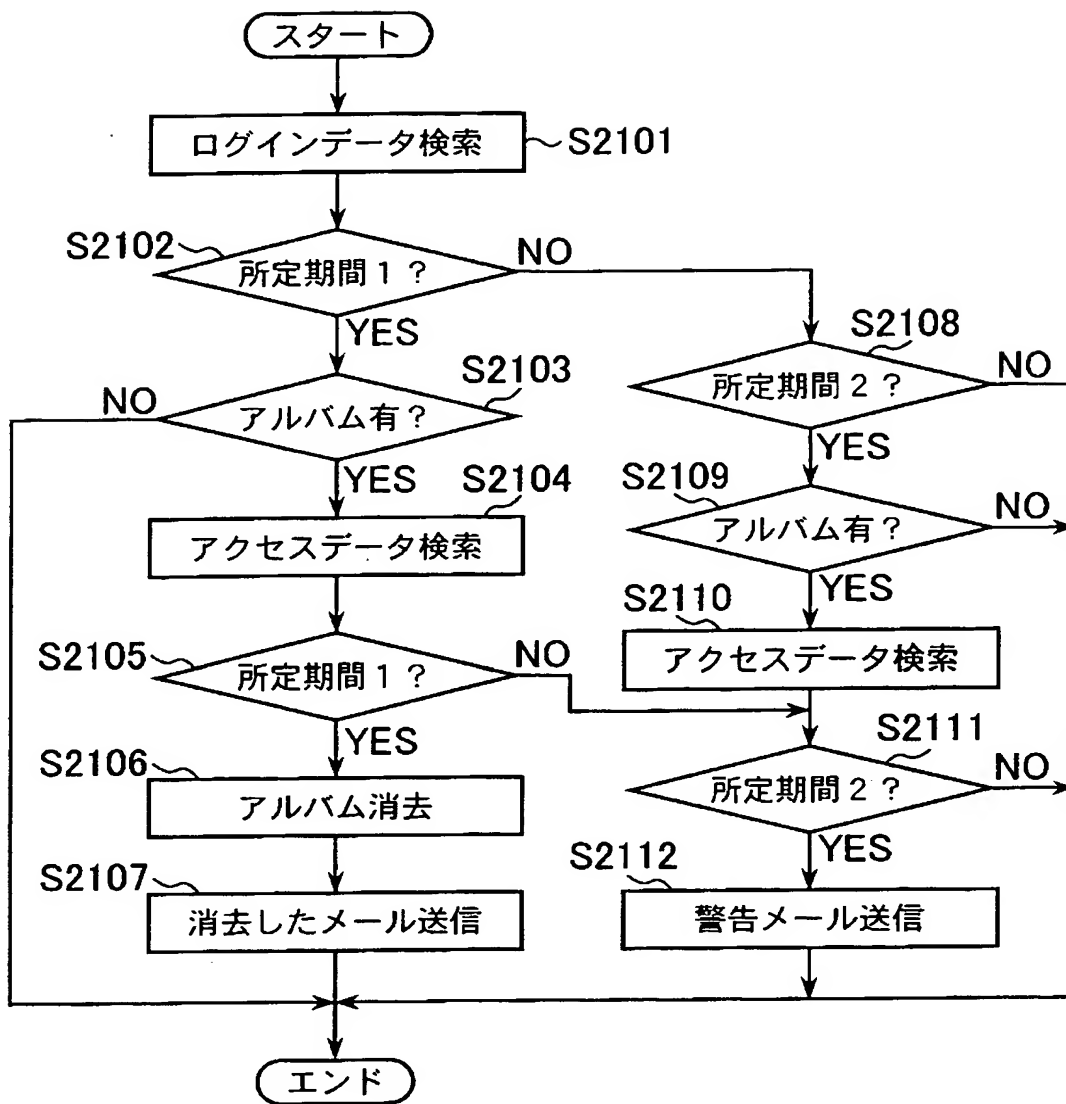 スタート
ログインデータ検索
S2101
S2102
所定期間1?
NO
YES
S2103
NO
アルバム有?
YES
S2104
アクセスデータ検索
S2105
所定期間1?
NO
YES
S2106
アルバム消去
S2107
消去したメール送信
S2108
所定期間2?
NO
YES
S2109
アルバム有?
NO
YES
S2110
アクセスデータ検索
S2111
所定期間2?
NO
YES
S2112
警告メール送信
エンド